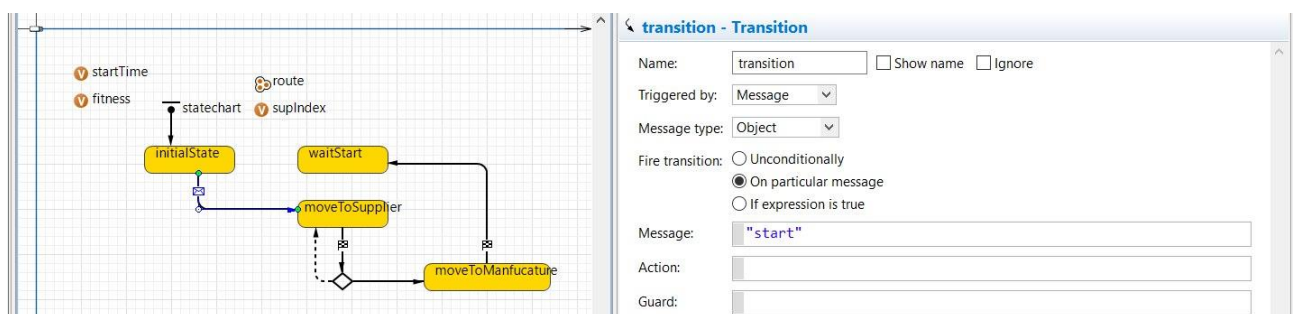 startTime
route
fitness
statechart
supIndex
initialState
waitStart
moveToSupplier
moveToManfucature
transition - Transition
Name: transition Show name Ignore
Triggered by: Message
Message type: Object
Fire transition: Unconditionally
On particular message
If expression is true
Message: "start"
Action:
Guard: